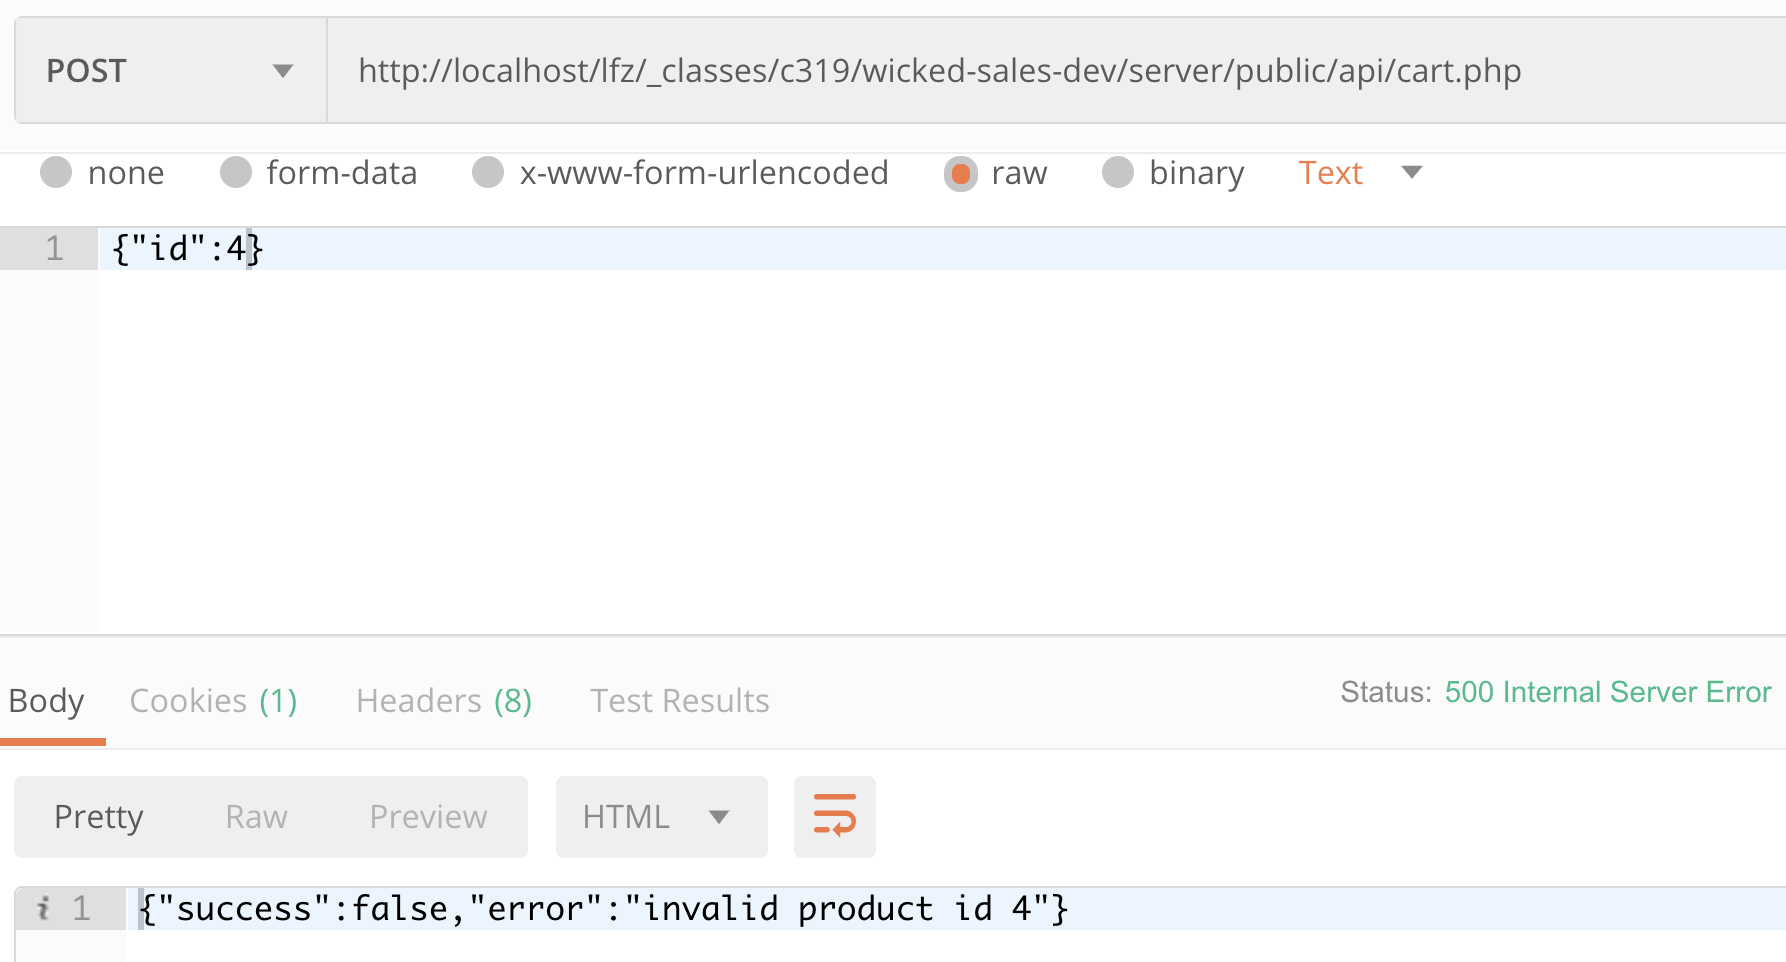 POST http://localhost/lfz/_classes/c319/wicked-sales-dev/server/public/api/cart.php
none form-data x-www-form-urlencoded raw binary Text
1 {"id":4}
Body Cookies (1) Headers (8) Test Results Status: 500 Internal Server Error
Pretty Raw Preview HTML
i 1 {"success":false,"error":"invalid product id 4"}